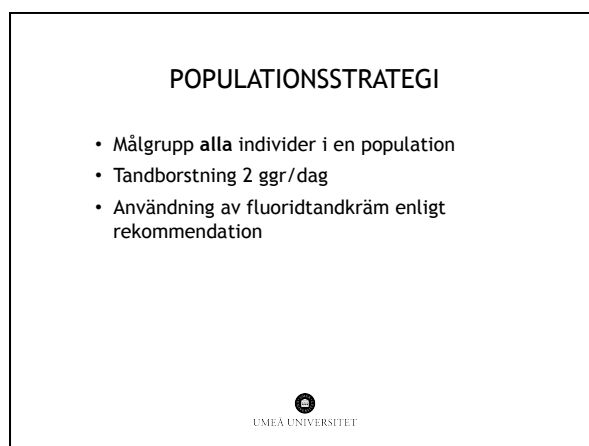 POPULATIONSSTRATEGI
• Målgrupp alla individer i en population
• Tandborstning 2 ggr/dag
• Användning av fluoridtandkräm enligt
rekommendation
UMEÅ UNIVERSITET